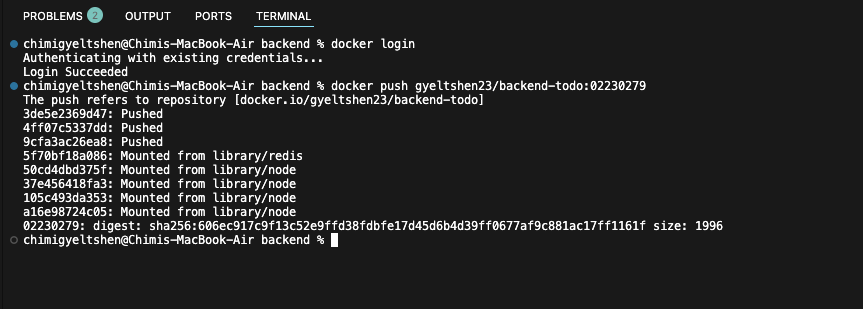 PROBLEMS 2 OUTPUT PORTS TERMINAL
chimigyeltshen@Chimis-MacBook-Air backend % docker login
Authenticating with existing credentials...
Login Succeeded
chimigyeltshen@Chimis-MacBook-Air backend % docker push gyeltshen23/backend-todo:02230279
The push refers to repository [docker.io/gyeltshen23/backend-todo]
3de5e2369d47: Pushed
4ff07c5337dd: Pushed
9cfa3ac26ea8: Pushed
5f70bf18a086: Mounted from library/redis
50cd4dbd375f: Mounted from library/node
37e456418fa3: Mounted from library/node
105c493da353: Mounted from library/node
a16e98724c05: Mounted from library/node
02230279: digest: sha256:606ec917c9f13c52e9ffd38fdbfe17d45d6b4d39ff0677af9c881ac17ff1161f size: 1996
chimigyeltshen@Chimis-MacBook-Air backend %